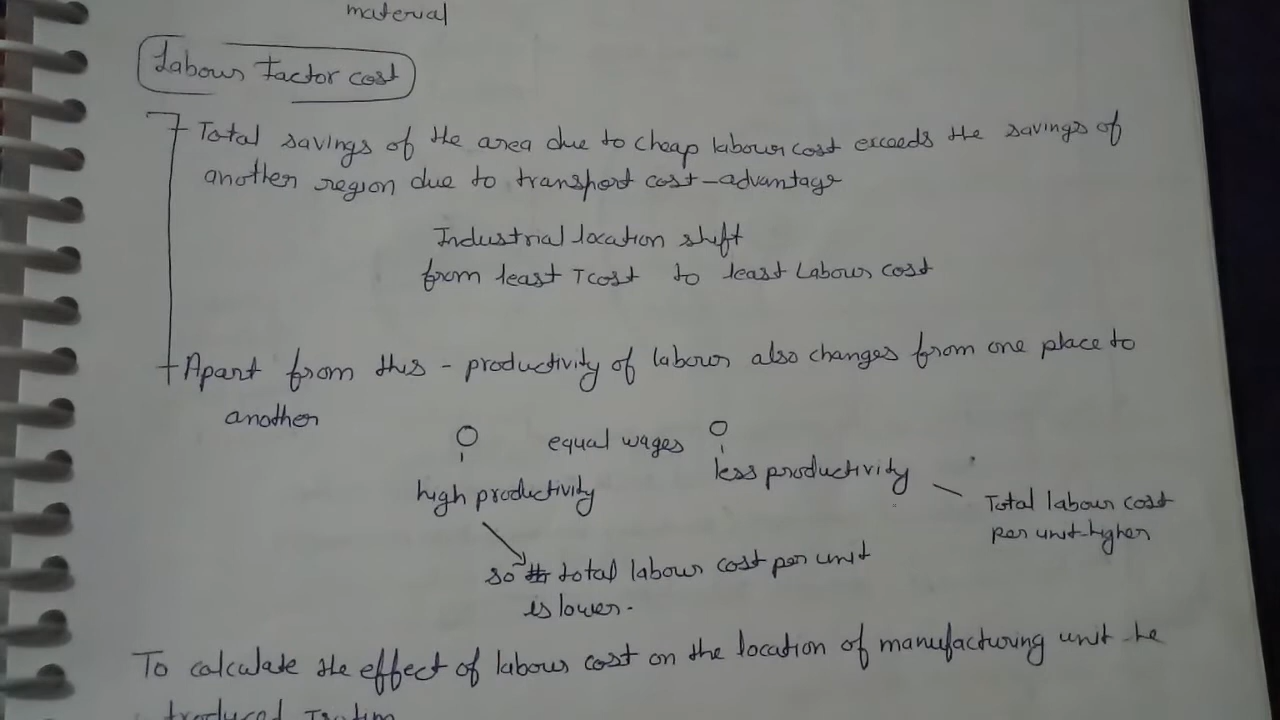 material
Labour Factor cost
Total savings of the area due to cheap labour cost exceeds the savings of
another region due to transport cost-advantage
Industrial location shift
from least T cost to least Labour cost
Apart from this - productivity of labour also changes from one place to
another
equal wages
high productivity
less productivity
Total labour cost
per unit-higher
so total labour cost per unit
is lower.
To calculate the effect of labour cost on the location of manufacturing unit he